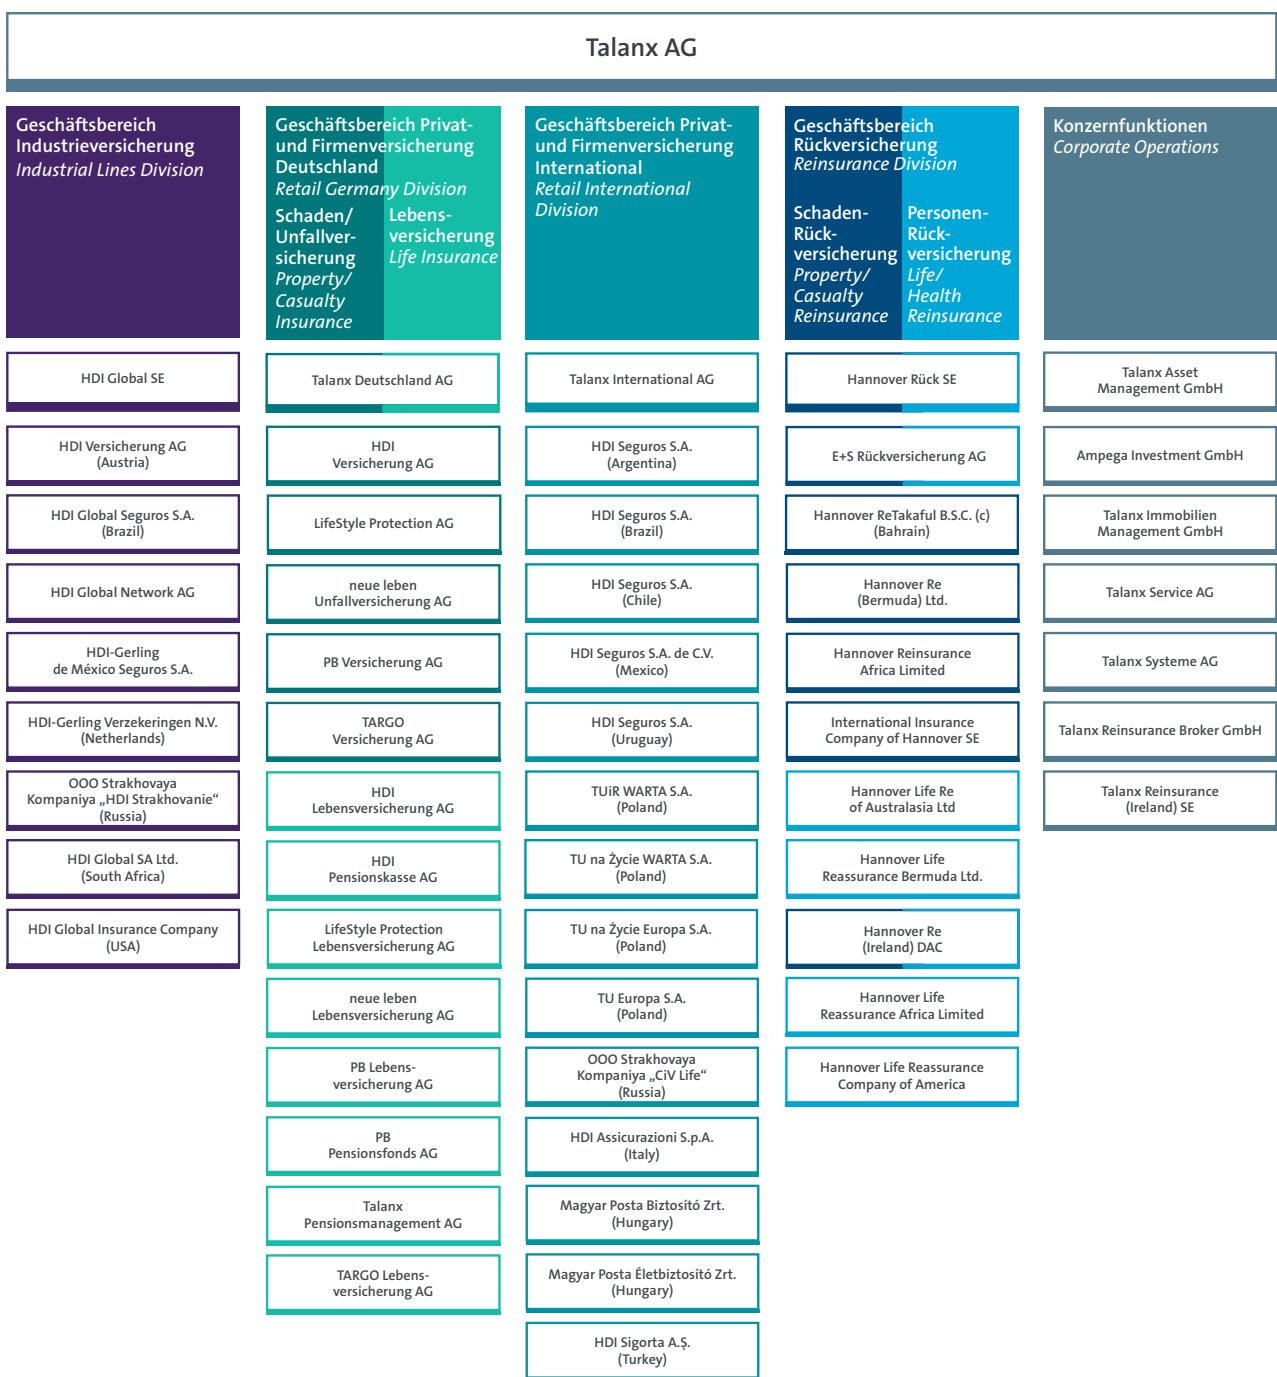 Talanx AG
Geschäftsbereich
Industrieversicherung
Industrial Lines Division
HDI Global SE
HDI Versicherung AG
(Austria)
HDI Global Seguros S.A.
(Brazil)
HDI Global Network AG
HDI-Gerling
de México Seguros S.A.
HDI-Gerling Verzekeringen N.V.
(Netherlands)
OOO Strakhovaya
Kompaniya „HDI Strakhovanie“
(Russia)
HDI Global SA Ltd.
(South Africa)
HDI Global Insurance Company
(USA)
Geschäftsbereich Privat-
und Firmenversicherung
Deutschland
Retail Germany Division
Schaden/
Unfallver-
sicherung
Property/
Casualty
Insurance
Lebens-
versicherung
Life Insurance
Talanx Deutschland AG
HDI
Versicherung AG
LifeStyle Protection AG
neue leben
Unfallversicherung AG
PB Versicherung AG
TARGO
Versicherung AG
HDI
Lebensversicherung AG
HDI
Pensionskasse AG
LifeStyle Protection
Lebensversicherung AG
neue leben
Lebensversicherung AG
PB Lebens-
versicherung AG
PB
Pensionsfonds AG
Talanx
Pensionsmanagement AG
TARGO Lebens-
versicherung AG
Geschäftsbereich Privat-
und Firmenversicherung
International
Retail International
Division
Talanx International AG
HDI Seguros S.A.
(Argentina)
HDI Seguros S.A.
(Brazil)
HDI Seguros S.A.
(Chile)
HDI Seguros S.A. de C.V.
(Mexico)
HDI Seguros S.A.
(Uruguay)
TUiR WARTA S.A.
(Poland)
TU na Życie WARTA S.A.
(Poland)
TU na Życie Europa S.A.
(Poland)
TU Europa S.A.
(Poland)
OOO Strakhovaya
Kompaniya „CiV Life“
(Russia)
HDI Assicurazioni S.p.A.
(Italy)
Magyar Posta Biztosító Zrt.
(Hungary)
Magyar Posta Életbiztosító Zrt.
(Hungary)
HDI Sigorta A.Ş.
(Turkey)
Geschäftsbereich
Rückversicherung
Reinsurance Division
Schaden-
Rück-
versicherung
Property/
Casualty
Reinsurance
Personen-
Rück-
versicherung
Life/
Health
Reinsurance
Hannover Rück SE
E+S Rückversicherung AG
Hannover ReTakaful B.S.C. (c)
(Bahrain)
Hannover Re
(Bermuda) Ltd.
Hannover Reinsurance
Africa Limited
International Insurance
Company of Hannover SE
Hannover Life Re
of Australasia Ltd
Hannover Life
Reassurance Bermuda Ltd.
Hannover Re
(Ireland) DAC
Hannover Life
Reassurance Africa Limited
Hannover Life Reassurance
Company of America
Konzernfunktionen
Corporate Operations
Talanx Asset
Management GmbH
Ampega Investment GmbH
Talanx Immobilien
Management GmbH
Talanx Service AG
Talanx Systeme AG
Talanx Reinsurance Broker GmbH
Talanx Reinsurance
(Ireland) SE